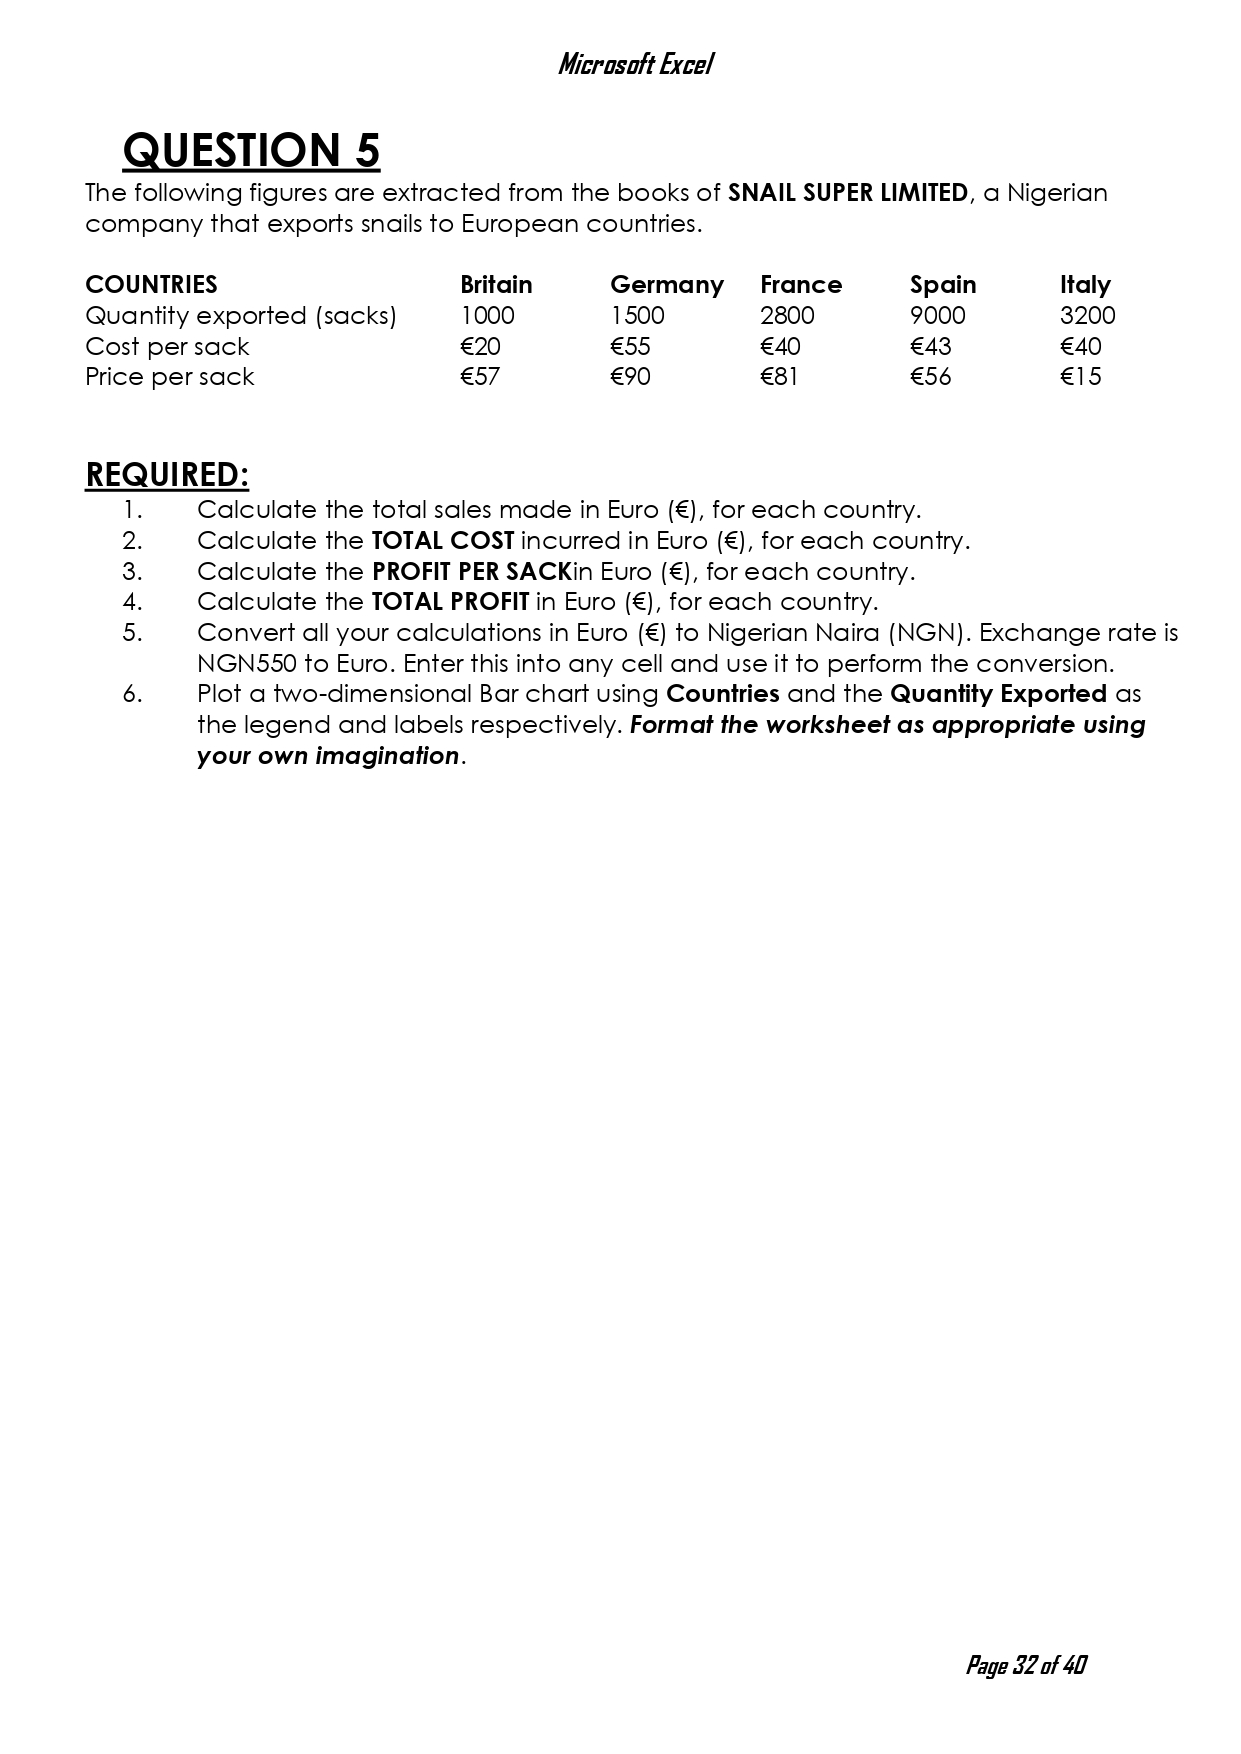 Microsoft Excel
QUESTION 5
The following figures are extracted from the books of SNAIL SUPER LIMITED, a Nigerian
company that exports snails to European countries.
COUNTRIES Britain Germany France Spain Italy
Quantity exported (sacks) 1000 1500 2800 9000 3200
Cost per sack €20 €55 €40 €43 €40
Price per sack €57 €90 €81 €56 €15
REQUIRED:
1. Calculate the total sales made in Euro (€), for each country.
2. Calculate the TOTAL COST incurred in Euro (€), for each country.
3. Calculate the PROFIT PER SACKin Euro (€), for each country.
4. Calculate the TOTAL PROFIT in Euro (€), for each country.
5. Convert all your calculations in Euro (€) to Nigerian Naira (NGN). Exchange rate is
NGN550 to Euro. Enter this into any cell and use it to perform the conversion.
6. Plot a two-dimensional Bar chart using Countries and the Quantity Exported as
the legend and labels respectively. Format the worksheet as appropriate using
your own imagination.
Page 32 of 40